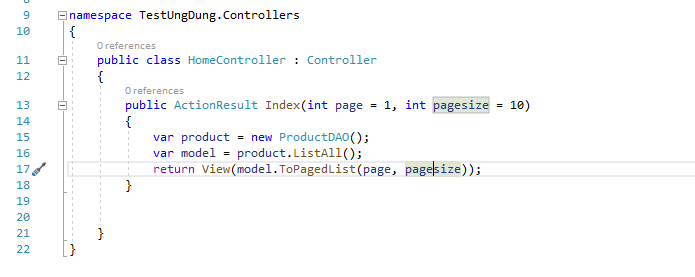 9 namespace TestUngDung.Controllers
10 {
0 references
11 public class HomeController : Controller
12 {
0 references
13 public ActionResult Index(int page = 1, int pagesize = 10)
14 {
15 var product = new ProductDAO();
16 var model = product.ListAll();
17 return View(model.ToPagedList(page, pagesize));
18 }
19
20
21 }
22 }